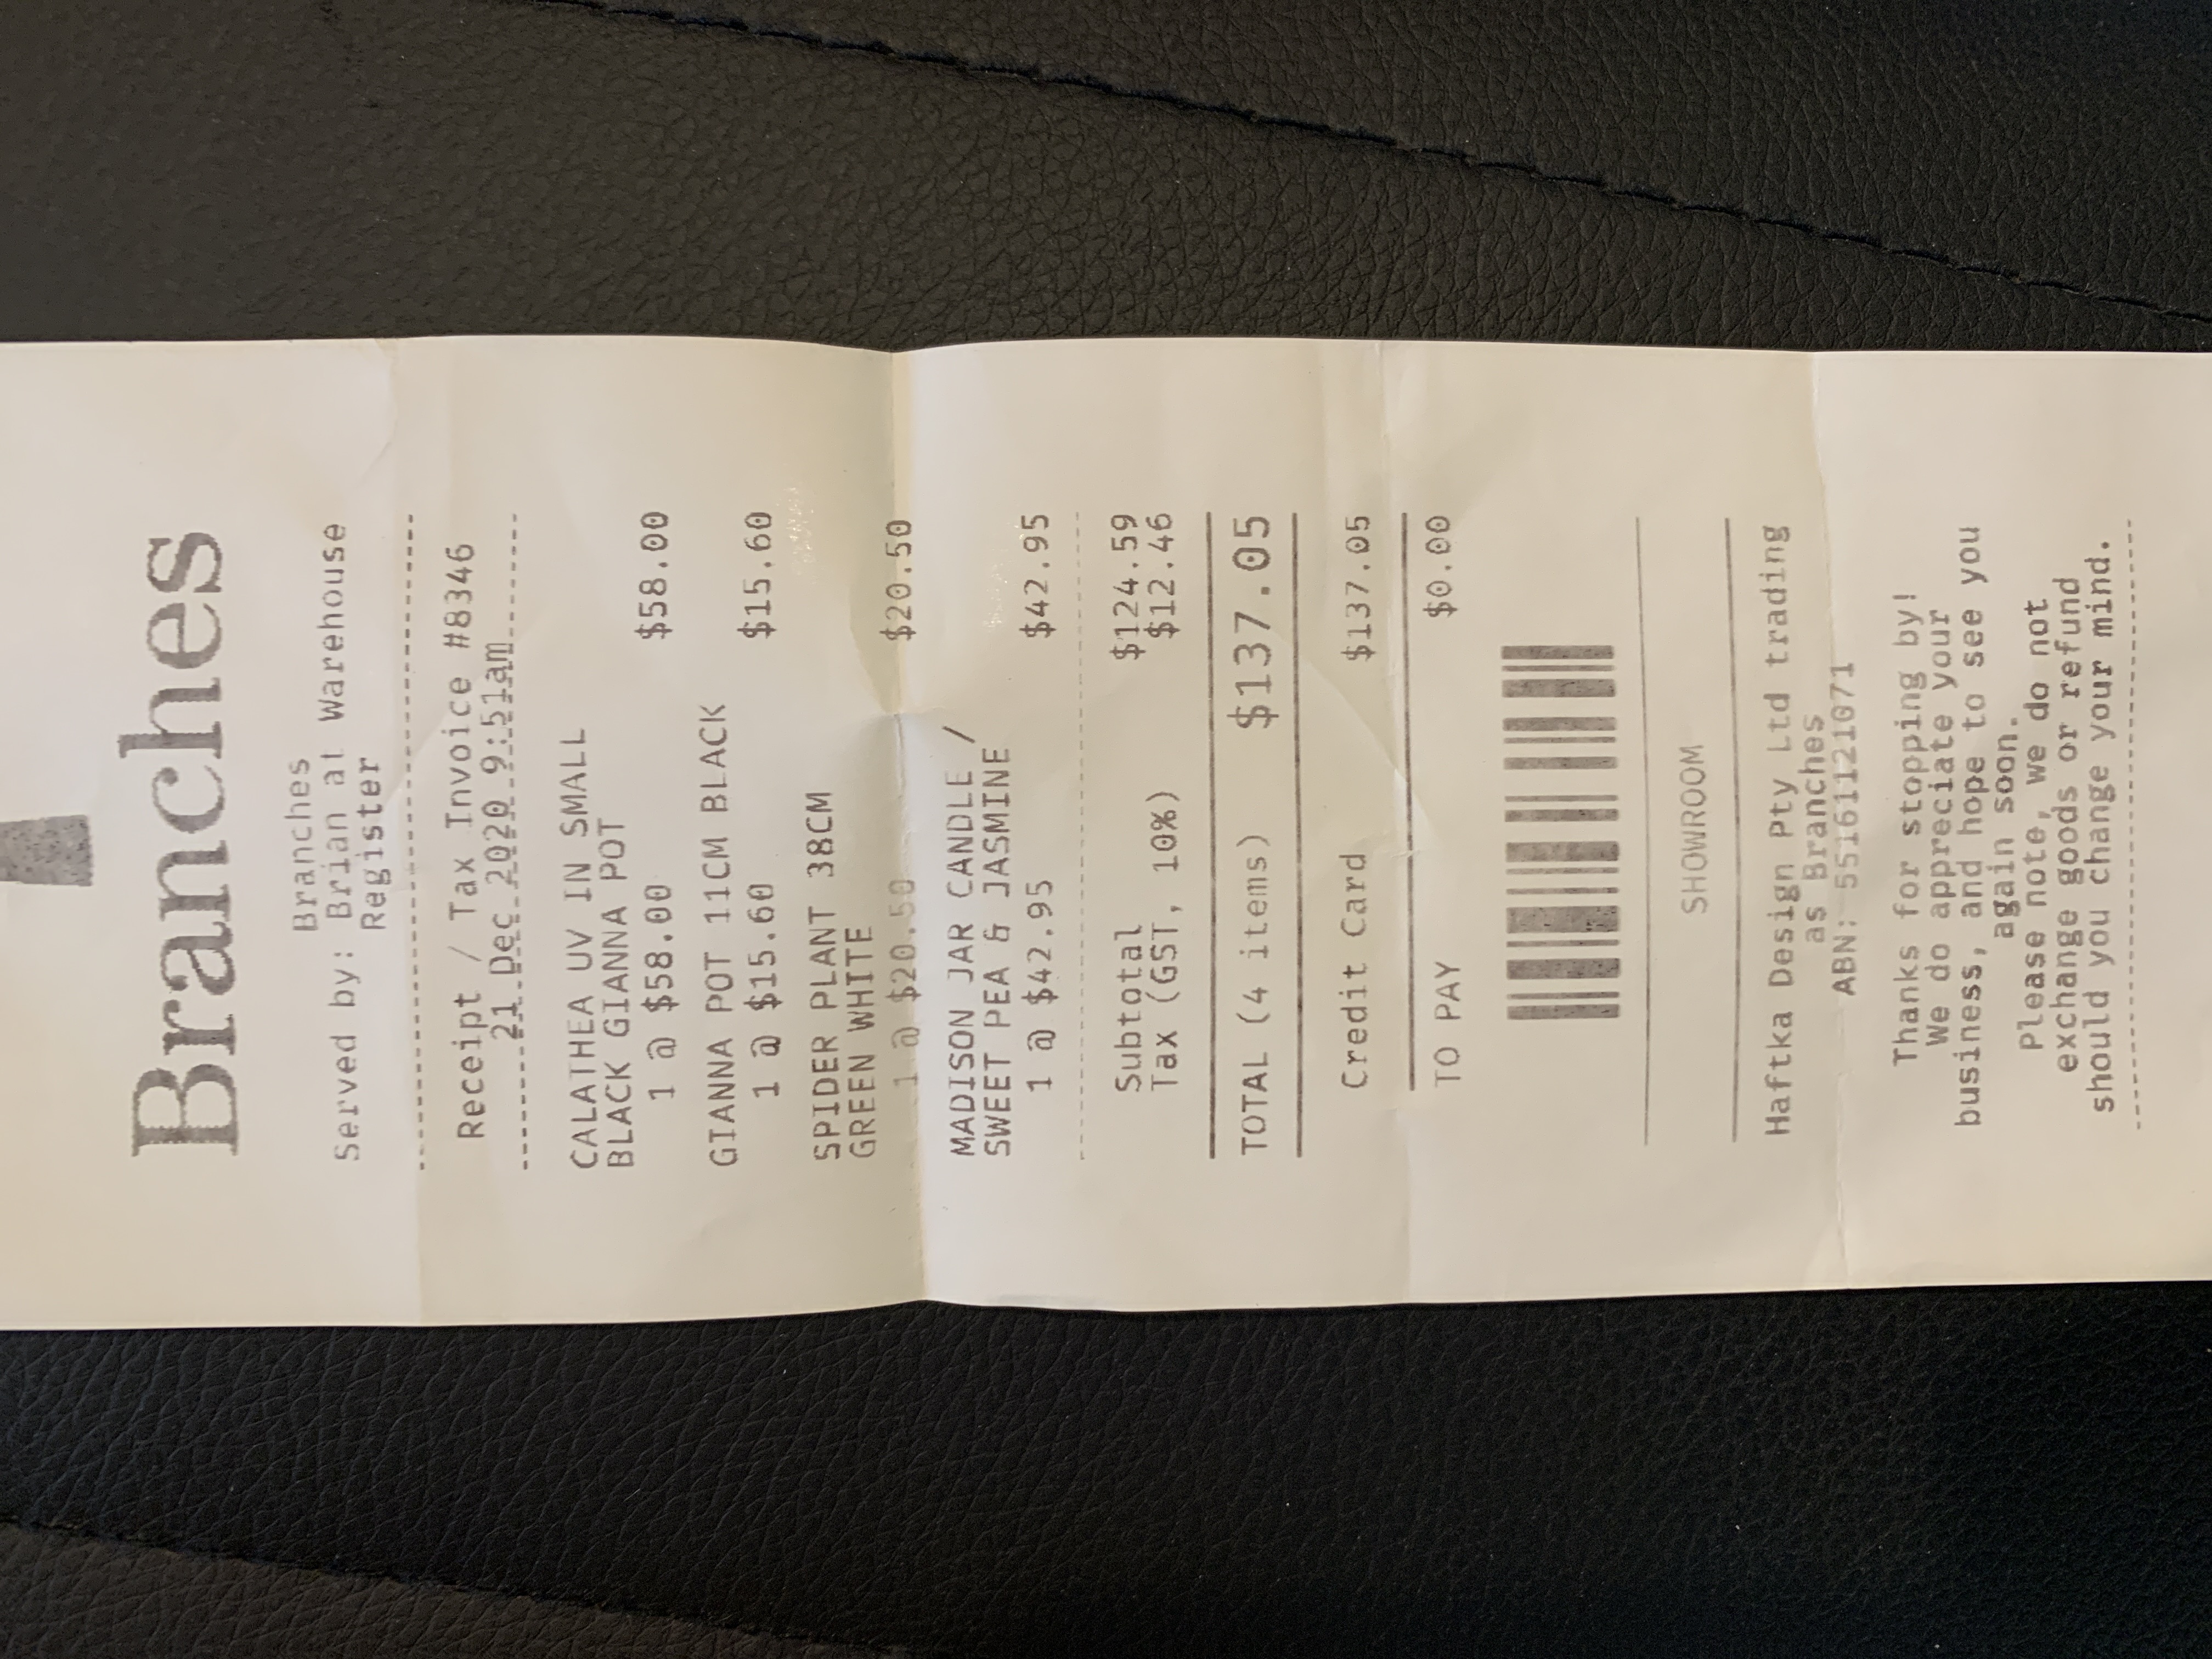 Branches
Branches
Served by: Brian at Warehouse
Register
Receipt / Tax Invoice #8346
21 Dec 2020 9:51am
CALATHEA UV IN SMALL
BLACK GIANNA POT
1 @ $58.00 $58.00
GIANNA POT 11CM BLACK
1 @ $15.60 $15.60
SPIDER PLANT 38CM
GREEN WHITE
1 @ $20.50 $20.50
MADISON JAR CANDLE /
SWEET PEA & JASMINE
1 @ $42.95 $42.95
Subtotal $124.59
Tax (GST, 10%) $12.46
TOTAL (4 items) $137.05
Credit Card $137.05
TO PAY $0.00
SHOWROOM
Haftka Design Pty Ltd trading
as Branches
ABN: 55161121071
Thanks for stopping by!
We do appreciate your
business, and hope to see you
again soon.
Please note, we do not
exchange goods or refund
should you change your mind.